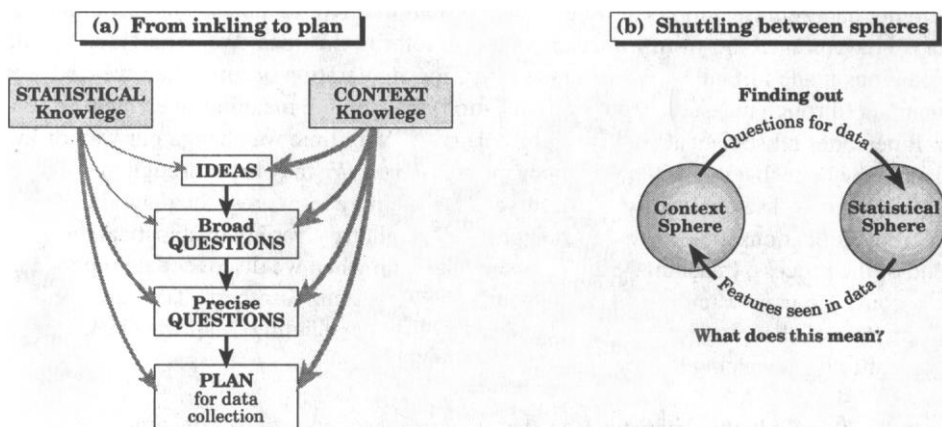 (a) From inkling to plan
STATISTICAL
Knowlege
CONTEXT
Knowlege
IDEAS
Broad
QUESTIONS
Precise
QUESTIONS
PLAN
for data
collection
(b) Shuttling between spheres
Finding out
Questions for data
Context
Sphere
Statistical
Sphere
Features seen in data
What does this mean?